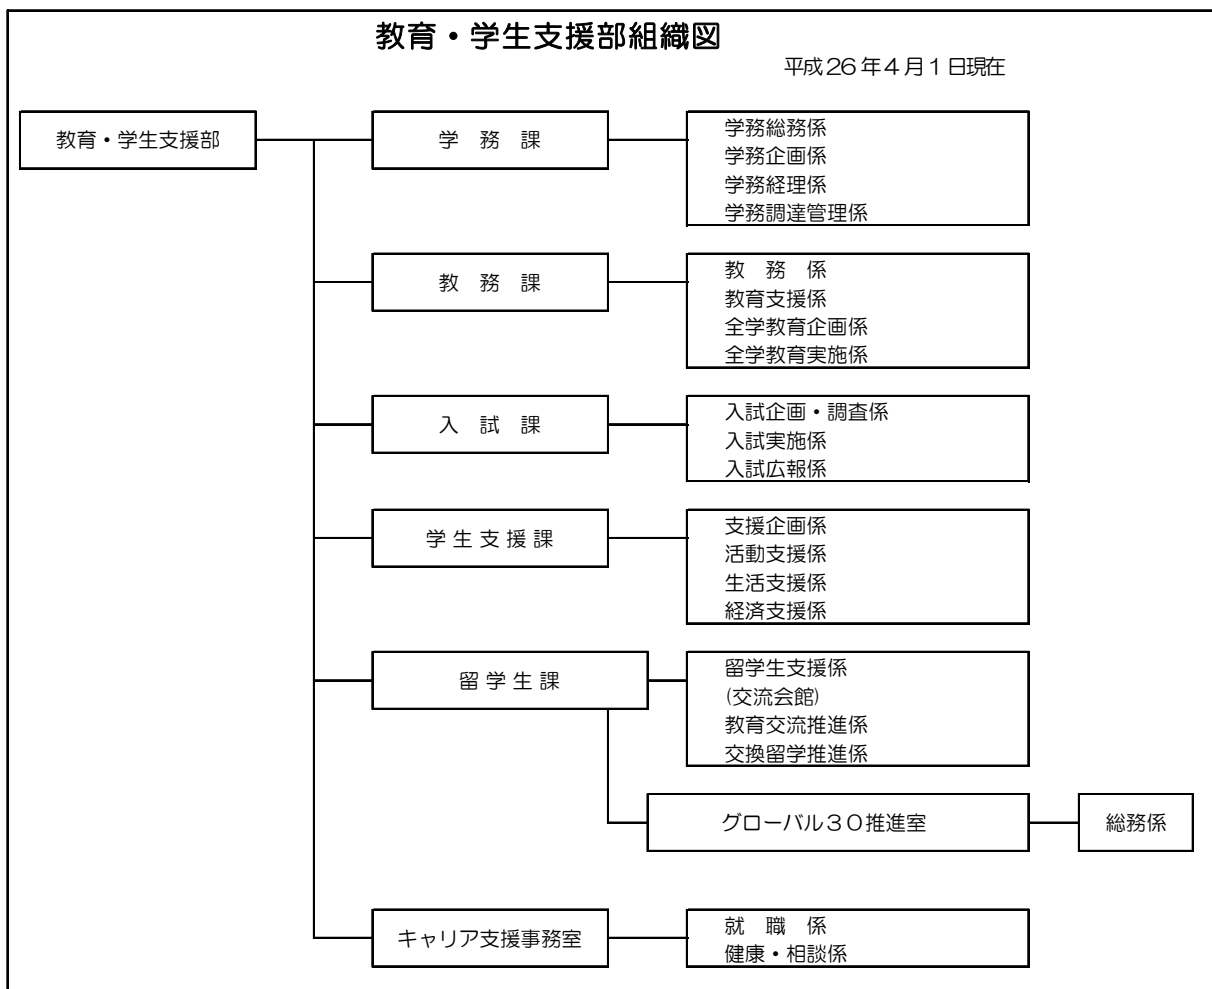 教育・学生支援部組織図
平成26年4月1日現在
教育・学生支援部
学　務　課
学務総務係
学務企画係
学務経理係
学務調達管理係
教　務　課
教　務　係
教育支援係
全学教育企画係
全学教育実施係
入　試　課
入試企画・調査係
入試実施係
入試広報係
学 生 支 援 課
支援企画係
活動支援係
生活支援係
経済支援係
留 学 生 課
留学生支援係
(交流会館)
教育交流推進係
交換留学推進係
グローバル３０推進室
総務係
キャリア支援事務室
就　職　係
健康・相談係